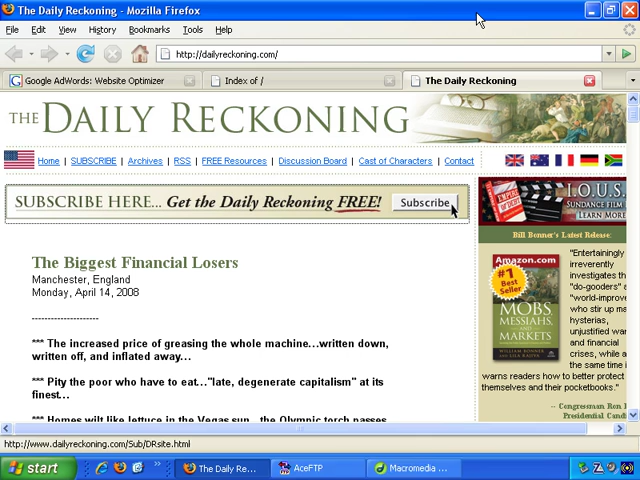 The Daily Reckoning - Mozilla Firefox
File Edit View History Bookmarks Tools Help
http://dailyreckoning.com/
Google AdWords: Website Optimizer
Index of /
The Daily Reckoning
THE DAILY RECKONING
Home | SUBSCRIBE | Archives | RSS | FREE Resources | Discussion Board | Cast of Characters | Contact
SUBSCRIBE HERE... Get the Daily Reckoning FREE! Subscribe
The Biggest Financial Losers
Manchester, England
Monday, April 14, 2008
---------------------
*** The increased price of greasing the whole machine...written down,
written off, and inflated away...
*** Pity the poor who have to eat..."late, degenerate capitalism" at its
finest...
*** Homes wilt like lettuce in the Vegas sun...the Olympic torch passes
EMPIRE OF DEBT
I.O.U.S.
SUNDANCE FILM
LEARN MORE
Bill Bonner's Latest Release:
Amazon.com
#1
Best
Seller
MOBS,
MESSIAHS,
AND
MARKETS
WILLIAM BONNER
"Entertainingly
irreverently
investigates th
"do-gooders" a
"world-improve
who stir up ma
hysterias,
unjustified war
and financial
crises, while a
the same time i
warns readers how to better protect
themselves and their pocketbooks."
-- Congressman Ron P
Presidential Candi
http://www.dailyreckoning.com/Sub/DRsite.html
start
The Daily Re...
AceFTP
Macromedia ...